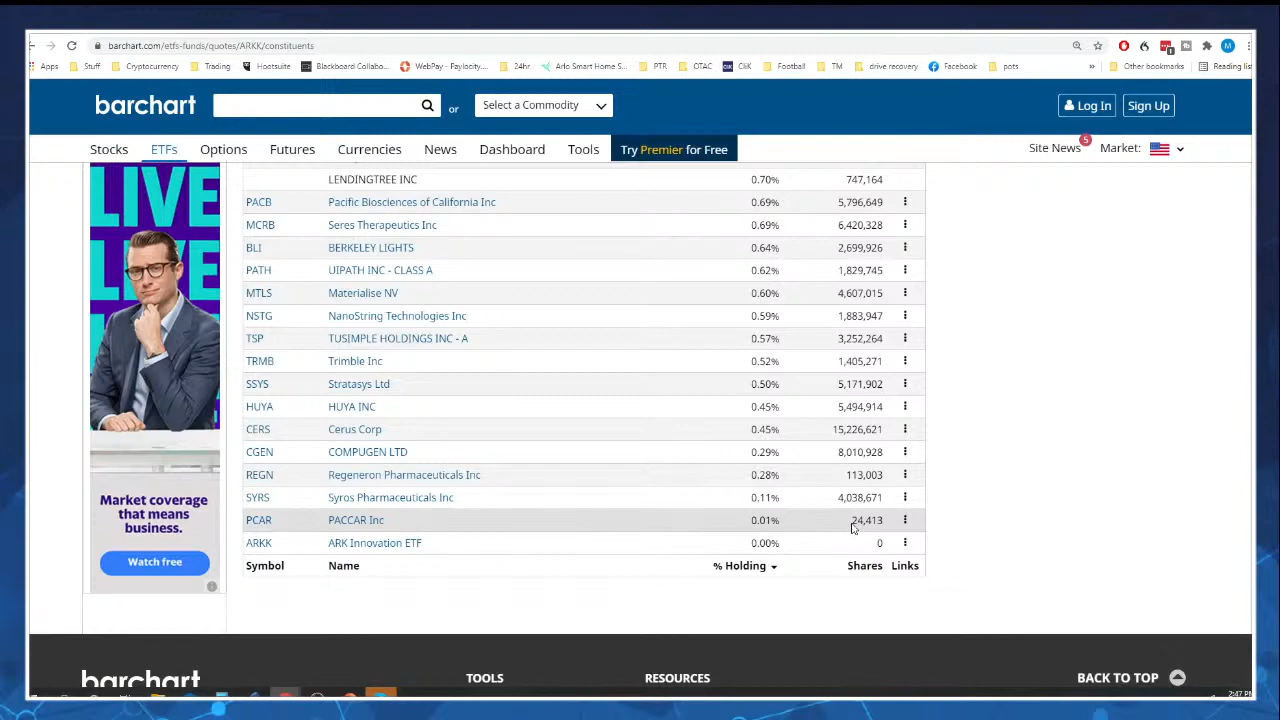 barchart.com/etfs-funds/quotes/ARKK/constituents
Apps Stuff Cryptocurrency Trading Hootsuite Blackboard Collabo... WebPay - Paylocity.... 24hr Arlo Smart Home S... PTR OTAC CliK Football TM drive recovery Facebook pots » Other bookmarks Reading list
barchart or Select a Commodity Log In Sign Up
Stocks ETFs Options Futures Currencies News Dashboard Tools Try Premier for Free Site News 5 Market:
LENDINGTREE INC 0.70% 747,164
PACB Pacific Biosciences of California Inc 0.69% 5,796,649
MCRB Seres Therapeutics Inc 0.69% 6,420,328
BLI BERKELEY LIGHTS 0.64% 2,699,926
PATH UIPATH INC - CLASS A 0.62% 1,829,745
MTLS Materialise NV 0.60% 4,607,015
NSTG NanoString Technologies Inc 0.59% 1,883,947
TSP TUSIMPLE HOLDINGS INC - A 0.57% 3,252,264
TRMB Trimble Inc 0.52% 1,405,271
SSYS Stratasys Ltd 0.50% 5,171,902
HUYA HUYA INC 0.45% 5,494,914
CERS Cerus Corp 0.45% 15,226,621
CGEN COMPUGEN LTD 0.29% 8,010,928
REGN Regeneron Pharmaceuticals Inc 0.28% 113,003
SYRS Syros Pharmaceuticals Inc 0.11% 4,038,671
PCAR PACCAR Inc 0.01% 24,413
ARKK ARK Innovation ETF 0.00% 0
Symbol Name % Holding Shares Links
LIVE
LIVE
LIVE
Market coverage
that means
business.
Watch free
barchart TOOLS RESOURCES BACK TO TOP
2:47 PM